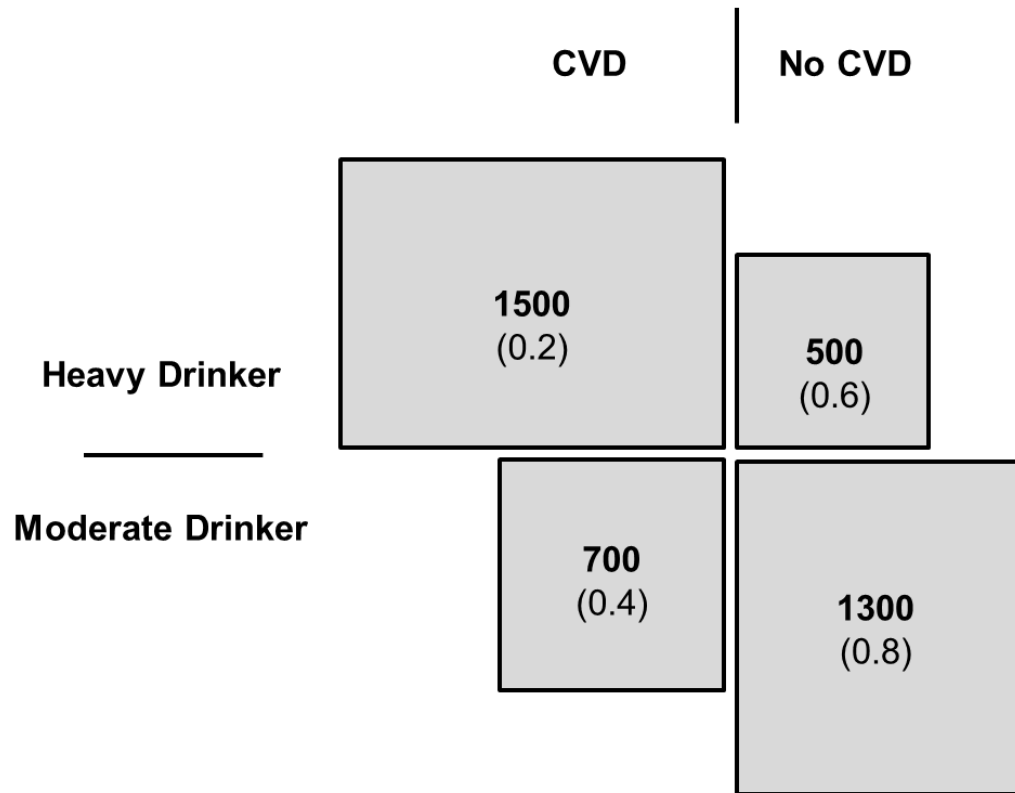 CVD
No CVD
1500
(0.2)
500
(0.6)
Heavy Drinker
Moderate Drinker
700
(0.4)
1300
(0.8)